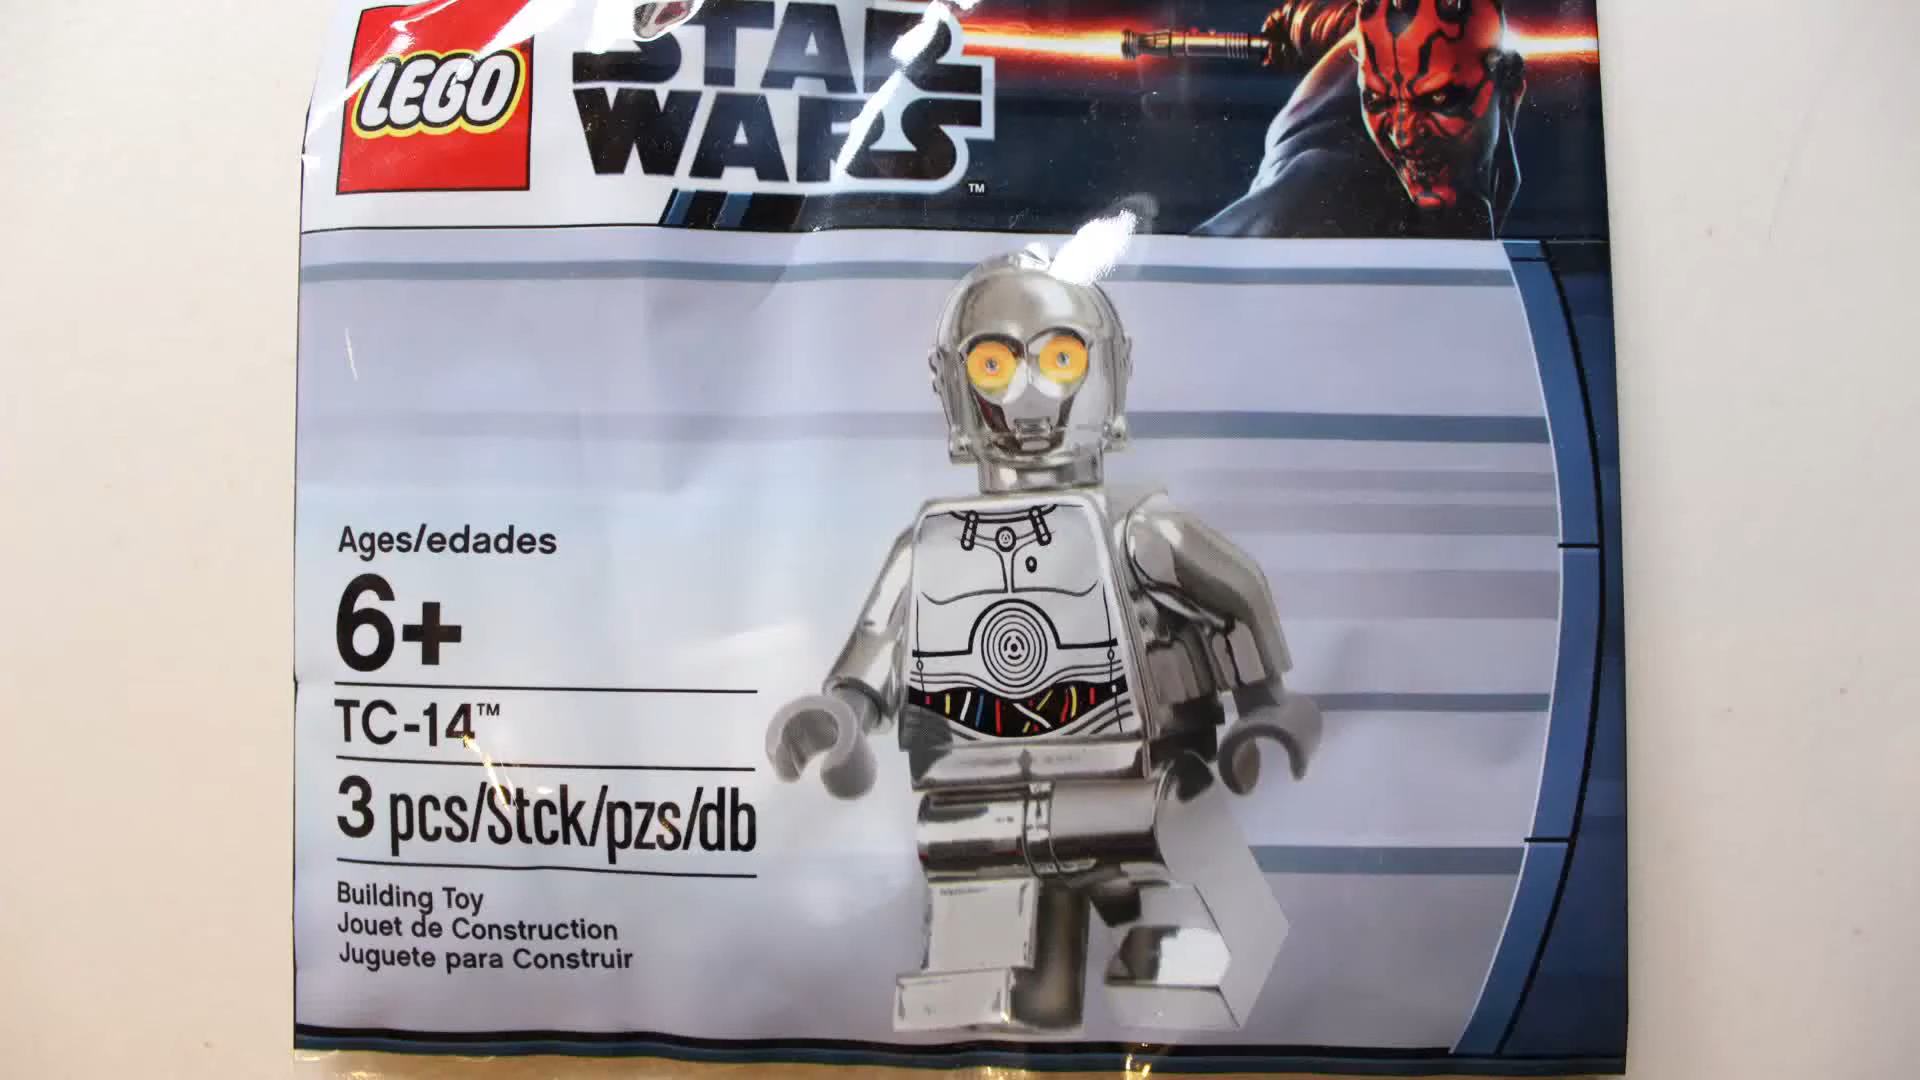 LEGO
STAR
WARS
™
Ages/edades
6+
TC-14™
3 pcs/Stck/pzs/db
Building Toy
Jouet de Construction
Juguete para Construir